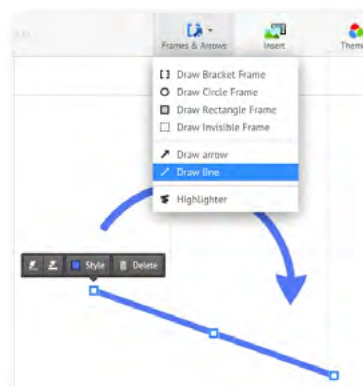 Frames & Arrows
Insert
Theme
Draw Bracket Frame
Draw Circle Frame
Draw Rectangle Frame
Draw Invisible Frame
Draw arrow
Draw line
Highlighter
Style
Delete